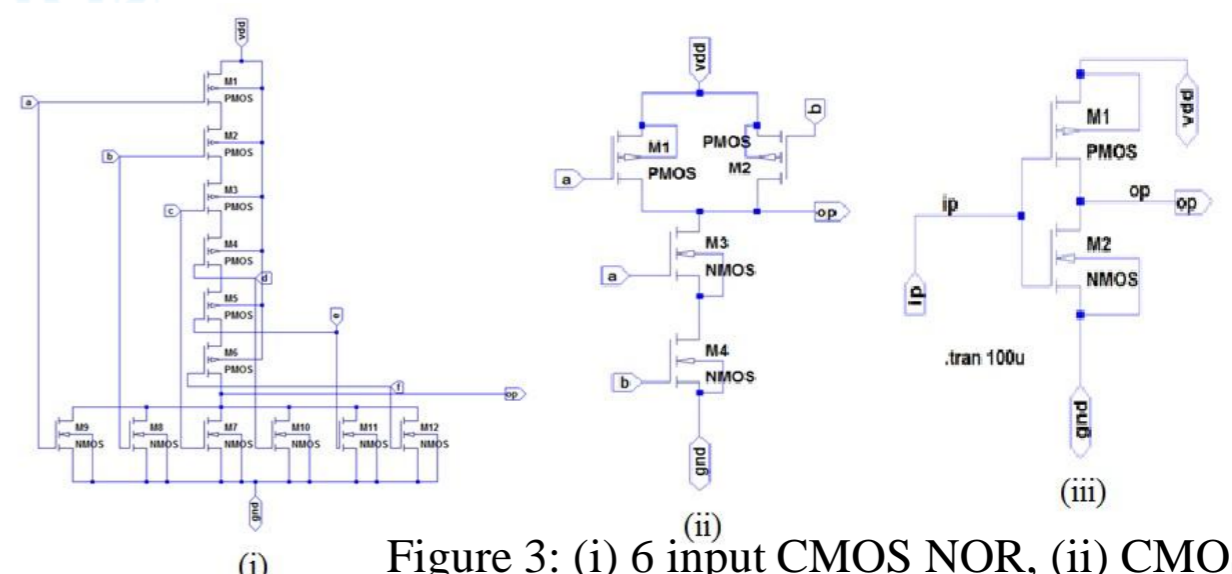 vdd
M1
PMOS
a
M2
PMOS
b
M3
PMOS
c
M4
PMOS
d
M5
PMOS
e
M6
PMOS
f
op
M9
NMOS
M8
NMOS
M7
NMOS
M10
NMOS
M11
NMOS
M12
NMOS
gnd
(i)
vdd
b
M1
PMOS
PMOS
M2
a
op
M3
NMOS
a
M4
NMOS
b
gnd
(ii)
vdd
M1
PMOS
ip
op
op
M2
NMOS
ip
.tran 100u
gnd
(iii)
Figure 3: (i) 6 input CMOS NOR, (ii) CMO